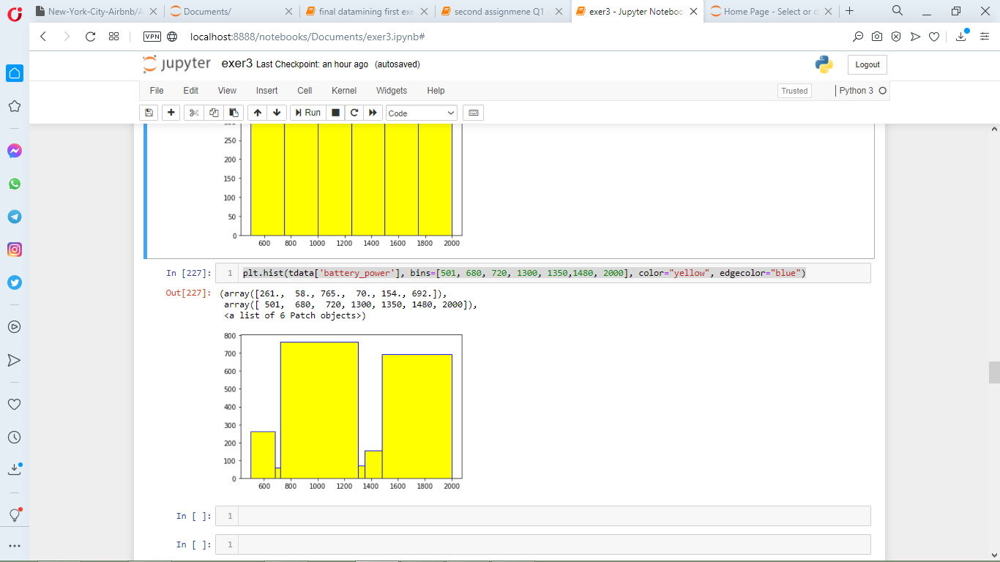 New-York-City-Airbnb/A
Documents/
final datamining first exe
second assignmene Q1 -
exer3 - Jupyter Noteboo
Home Page - Select or c
VPN
localhost:8888/notebooks/Documents/exer3.ipynb#
jupyter exer3 Last Checkpoint: an hour ago (autosaved)
Logout
File Edit View Insert Cell Kernel Widgets Help
Trusted
Python 3
Run
Code
250
200
150
100
50
0
600 800 1000 1200 1400 1600 1800 2000
In [227]: 1 plt.hist(tdata['battery_power'], bins=[501, 680, 720, 1300, 1350,1480, 2000], color="yellow", edgecolor="blue")
Out[227]: (array([261.,  58., 765.,  70., 154., 692.]),
array([ 501,  680,  720, 1300, 1350, 1480, 2000]),
<a list of 6 Patch objects>)
800
700
600
500
400
300
200
100
0
600 800 1000 1200 1400 1600 1800 2000
In [ ]: 1
In [ ]: 1